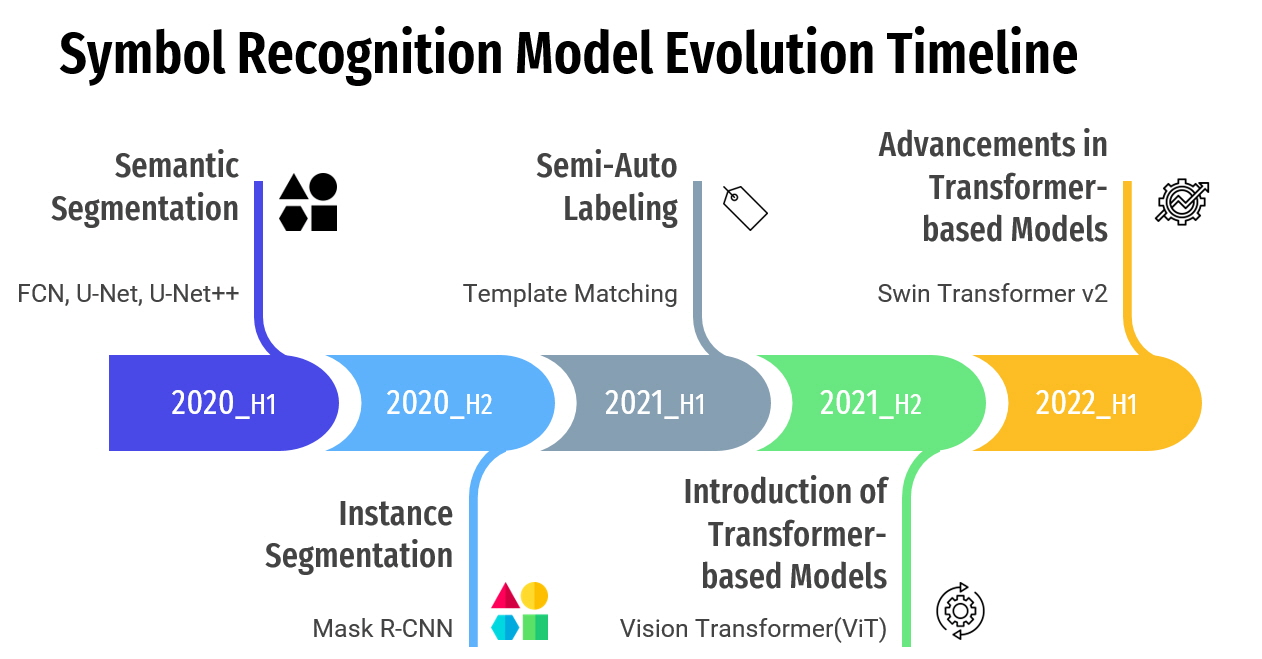 Symbol Recognition Model Evolution Timeline
Semantic
Segmentation
FCN, U-Net, U-Net++
Semi-Auto
Labeling
Template Matching
Advancements in
Transformer-
based Models
Swin Transformer v2
2020_H1
2020_H2
2021_H1
2021_H2
2022_H1
Instance
Segmentation
Mask R-CNN
Introduction of
Transformer-
based Models
Vision Transformer(ViT)